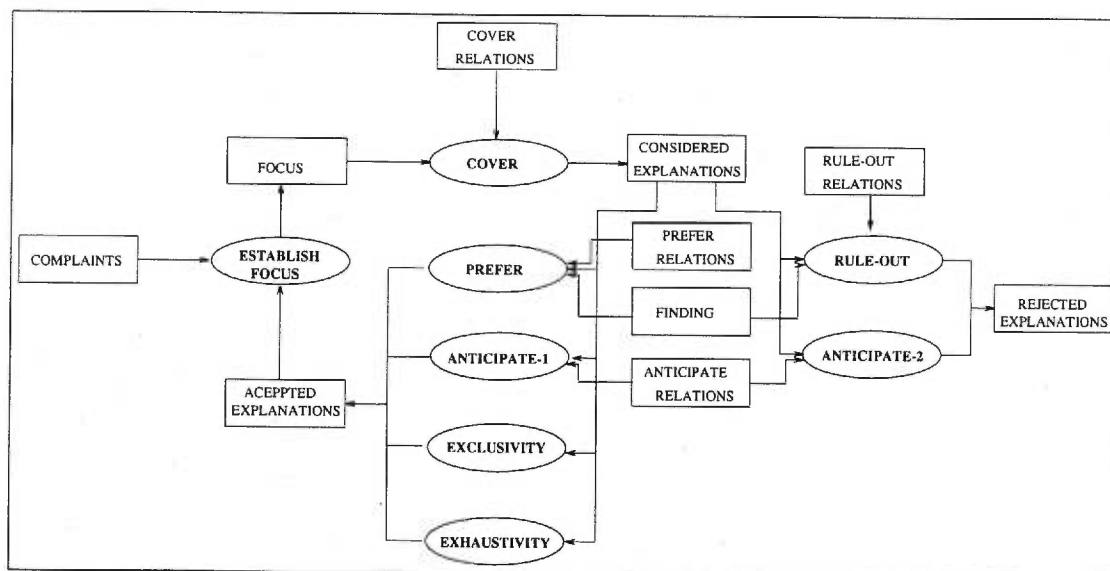 COVER
RELATIONS
FOCUS
COVER
CONSIDERED
EXPLANATIONS
RULE-OUT
RELATIONS
COMPLAINTS
ESTABLISH
FOCUS
PREFER
PREFER
RELATIONS
RULE-OUT
FINDING
REJECTED
EXPLANATIONS
ANTICIPATE-1
ANTICIPATE
RELATIONS
ANTICIPATE-2
ACEPPTED
EXPLANATIONS
EXCLUSIVITY
EXHAUSTIVITY